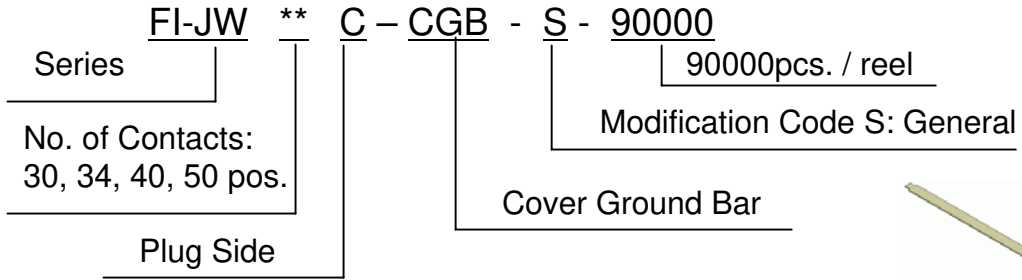 FI-JW ** C – CGB - S - 90000
Series
90000pcs. / reel
No. of Contacts:
30, 34, 40, 50 pos.
Modification Code S: General
Cover Ground Bar
Plug Side